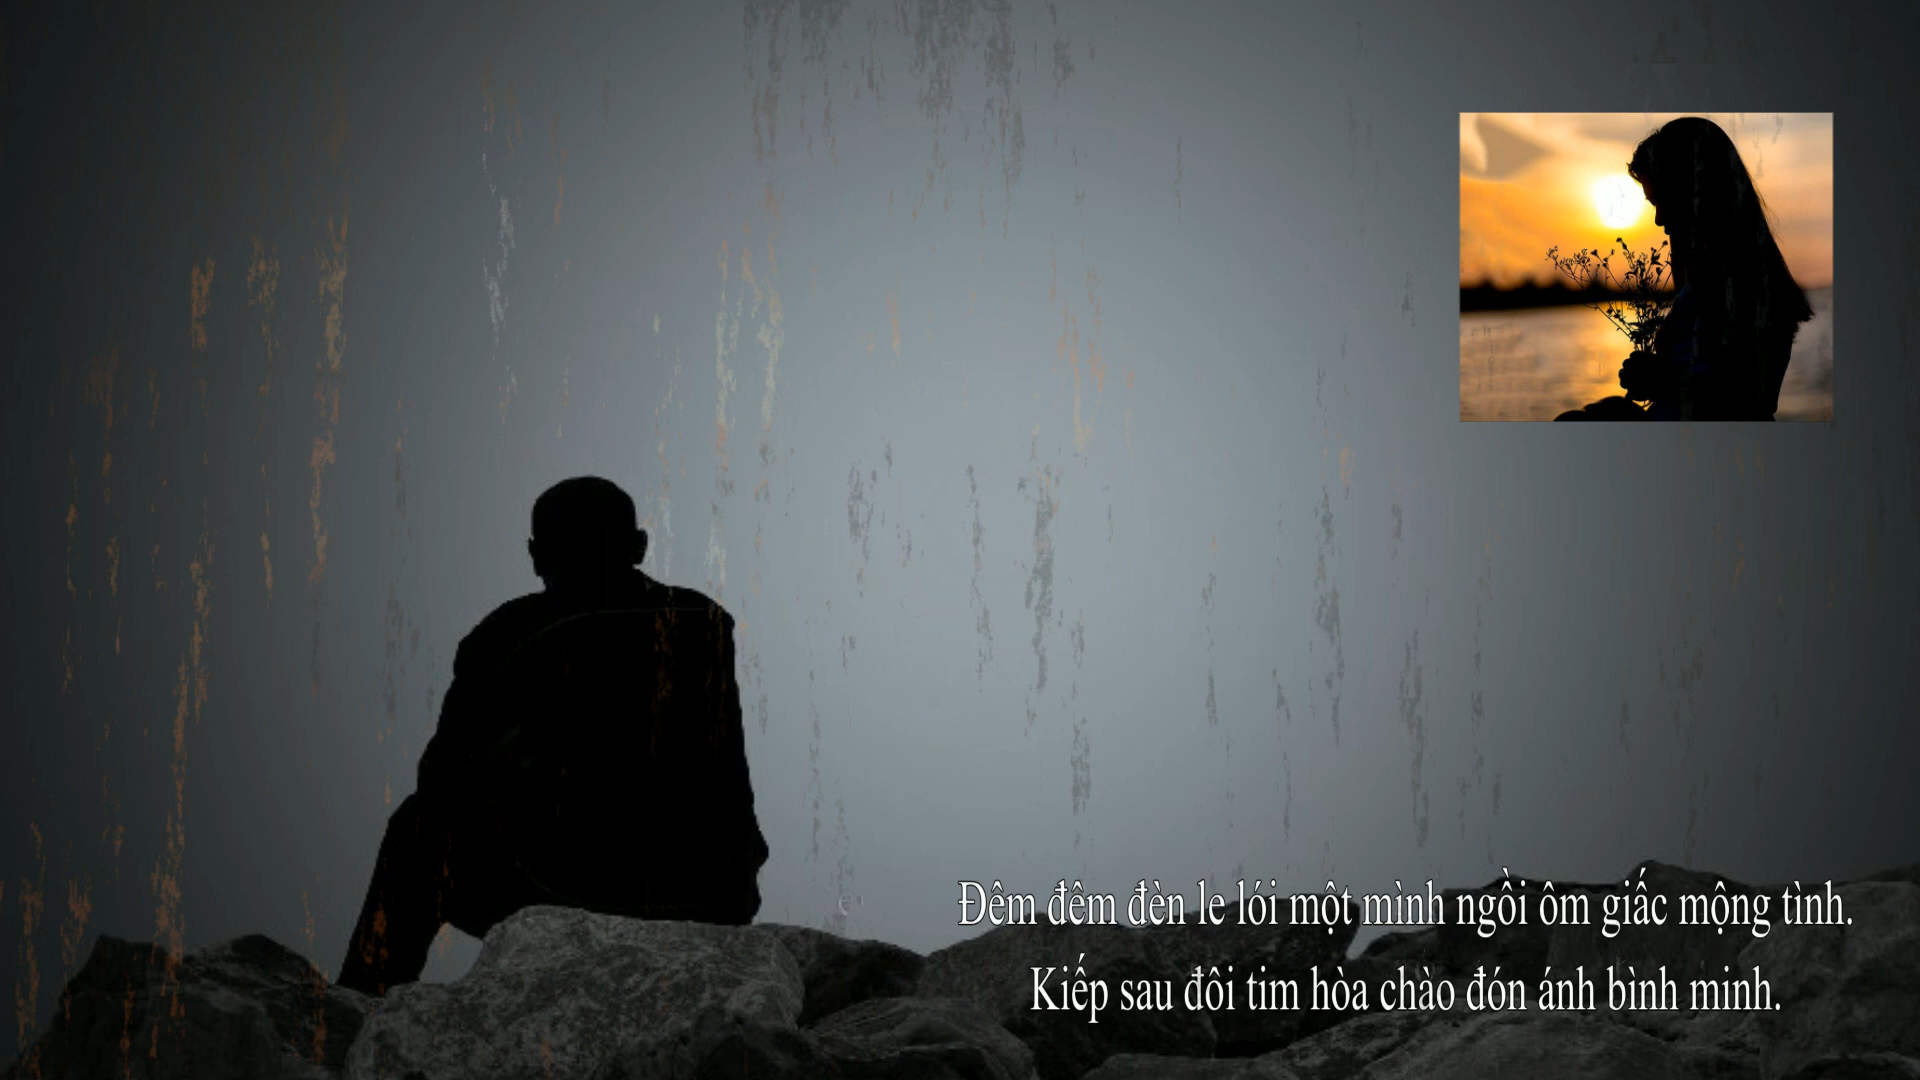 Đêm đêm đèn le lói một mình ngồi ôm giấc mộng tình.
Kiếp sau đôi tim hòa chào đón ánh bình minh.